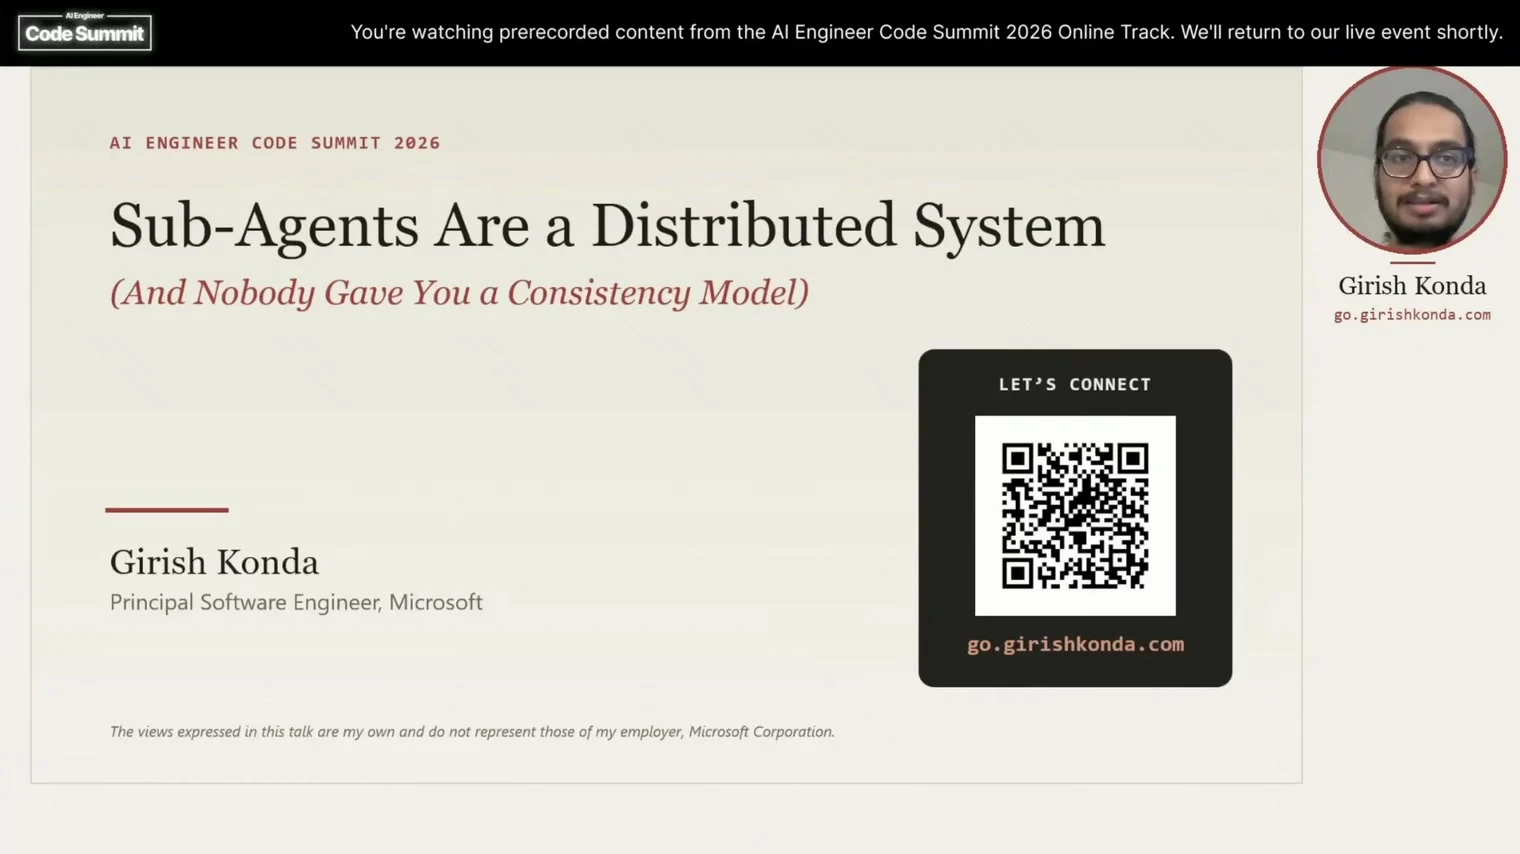 AI Engineer
Code Summit
You're watching prerecorded content from the AI Engineer Code Summit 2026 Online Track. We'll return to our live event shortly.
AI ENGINEER CODE SUMMIT 2026
Sub-Agents Are a Distributed System
(And Nobody Gave You a Consistency Model)
LET’S CONNECT
go.girishkonda.com
Girish Konda
Principal Software Engineer, Microsoft
The views expressed in this talk are my own and do not represent those of my employer, Microsoft Corporation.
Girish Konda
go.girishkonda.com